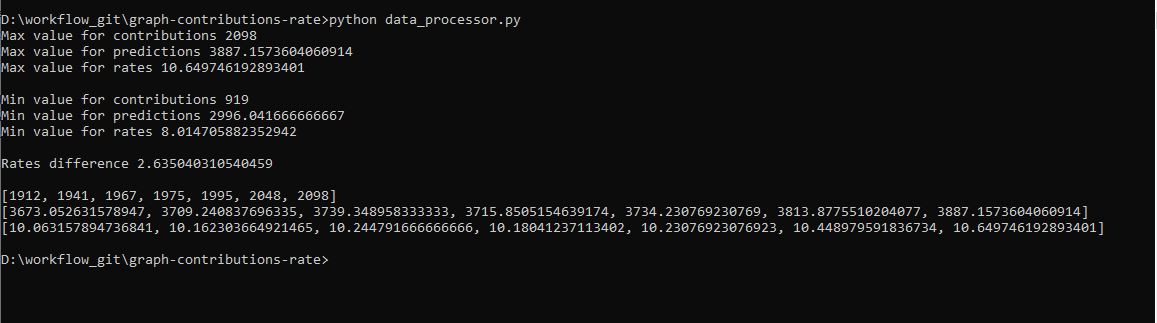 D:\workflow_git\graph-contributions-rate>python data_processor.py
Max value for contributions 2098
Max value for predictions 3887.1573604060914
Max value for rates 10.649746192893401
Min value for contributions 919
Min value for predictions 2996.041666666667
Min value for rates 8.014705882352942
Rates difference 2.635040310540459
[1912, 1941, 1967, 1975, 1995, 2048, 2098]
[3673.052631578947, 3709.240837696335, 3739.348958333333, 3715.8505154639174, 3734.230769230769, 3813.8775510204077, 3887.1573604060914]
[10.063157894736841, 10.162303664921465, 10.244791666666666, 10.18041237113402, 10.23076923076923, 10.448979591836734, 10.649746192893401]
D:\workflow_git\graph-contributions-rate>